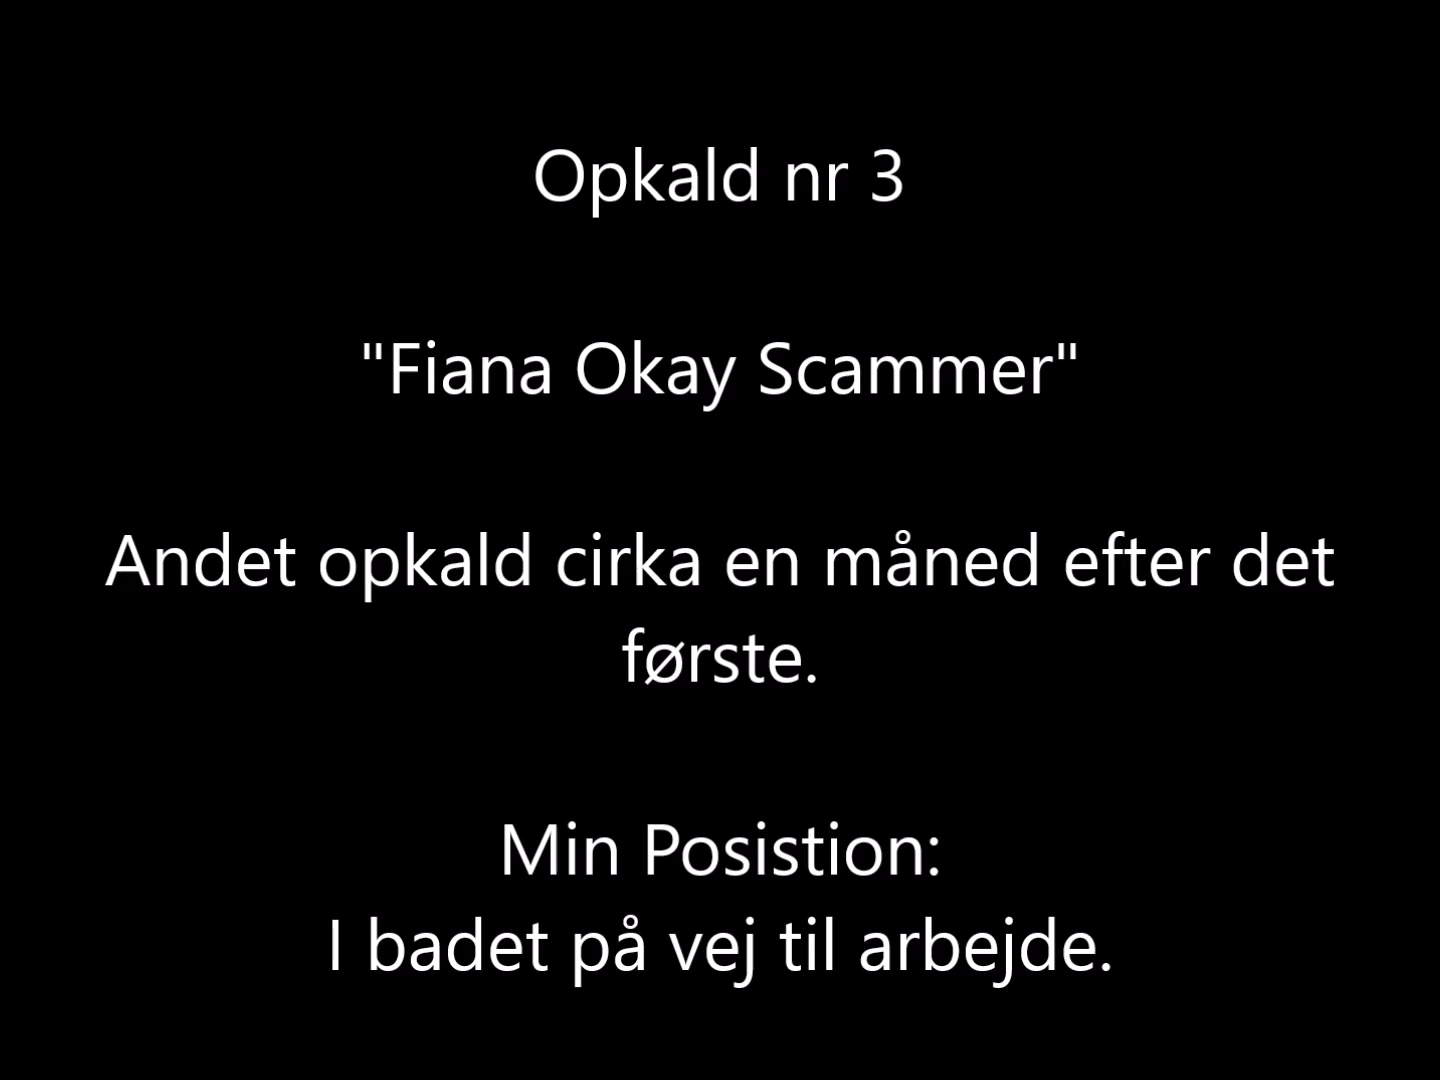 Opkald nr 3
"Fiana Okay Scammer"
Andet opkald cirka en måned efter det
første.
Min Posistion:
I badet på vej til arbejde.